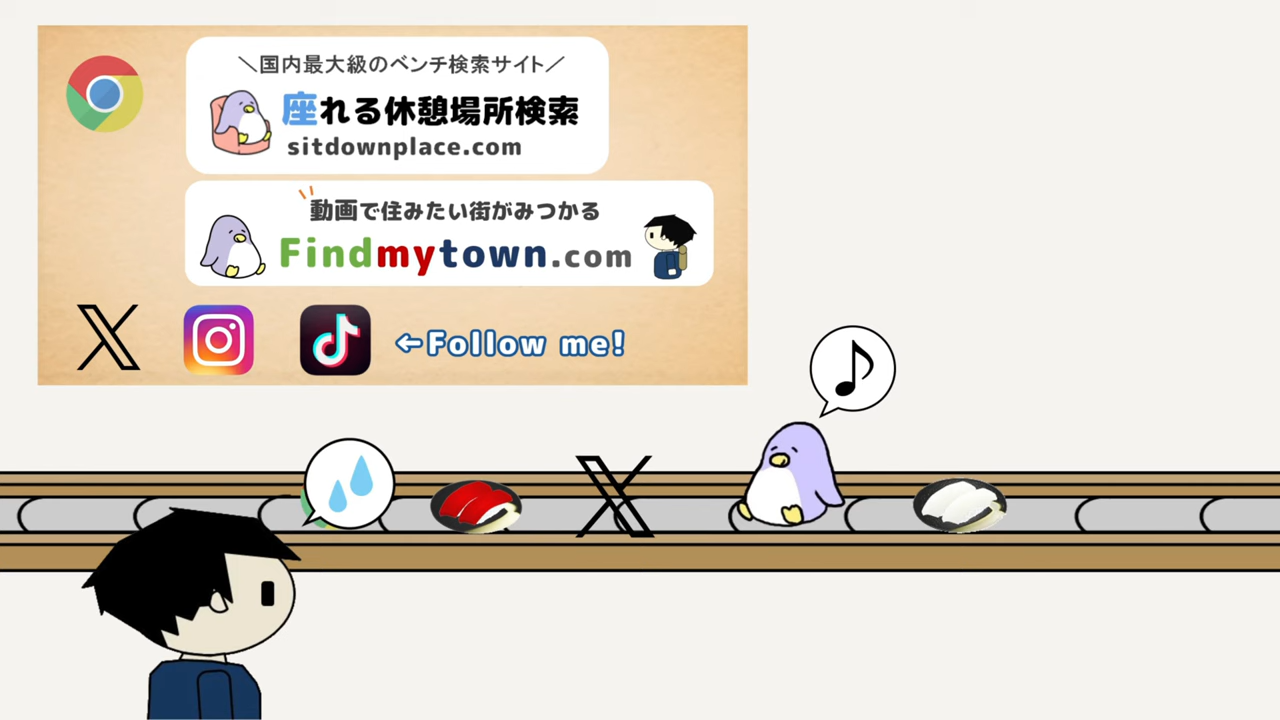 ＼国内最大級のベンチ検索サイト／
座れる休憩場所検索
sitdownplace.com
動画で住みたい街がみつかる
Findmytown.com
←Follow me!